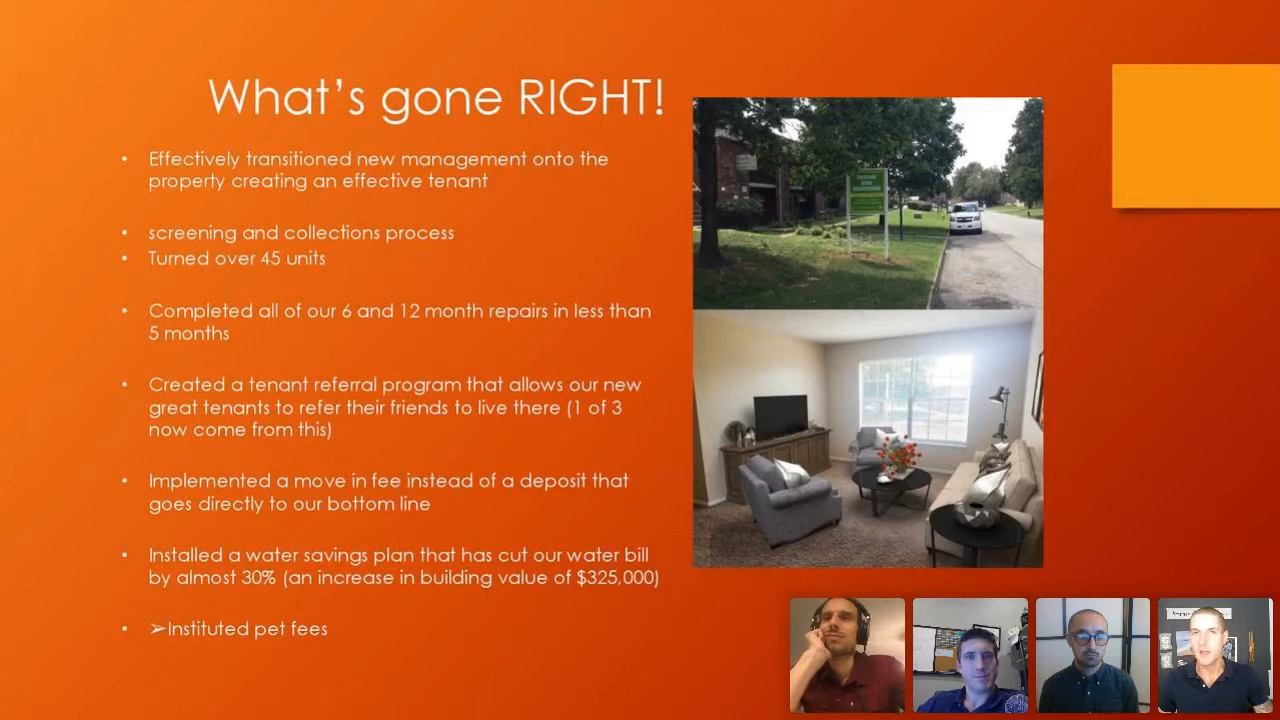 What's gone RIGHT!
• Effectively transitioned new management onto the
property creating an effective tenant
• screening and collections process
• Turned over 45 units
• Completed all of our 6 and 12 month repairs in less than
5 months
• Created a tenant referral program that allows our new
great tenants to refer their friends to live there (1 of 3
now come from this)
• Implemented a move in fee instead of a deposit that
goes directly to our bottom line
• Installed a water savings plan that has cut our water bill
by almost 30% (an increase in building value of $325,000)
• ➢Instituted pet fees